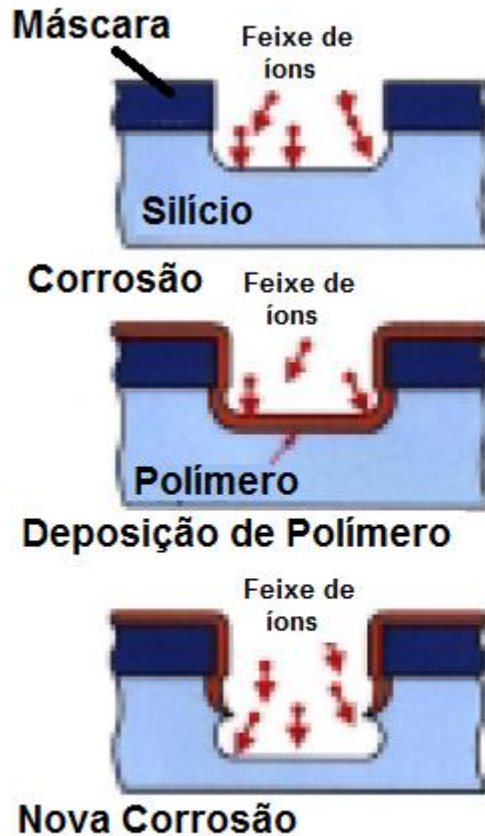 Máscara
Feixe de
íons
Silício
Corrosão
Feixe de
íons
Polímero
Deposição de Polímero
Feixe de
íons
Nova Corrosão